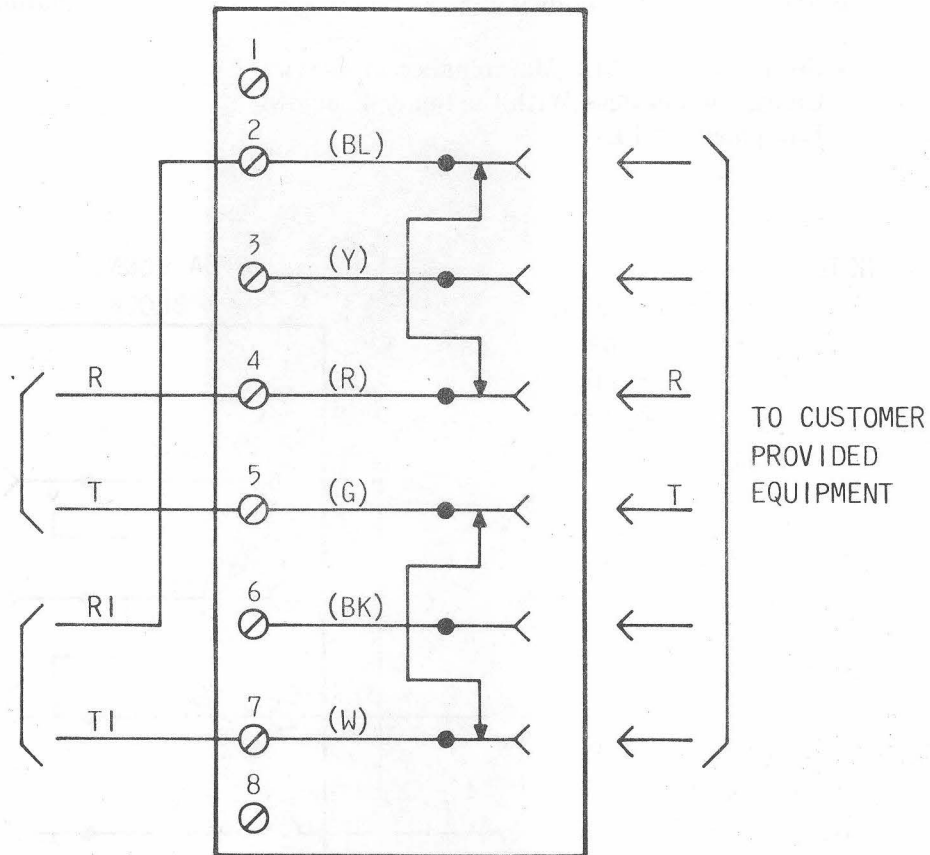 1
2 (BL)
3 (Y)
R 4 (R) R
T 5 (G) T
TO CUSTOMER
PROVIDED
EQUIPMENT
R1 6 (BK)
T1 7 (W)
8